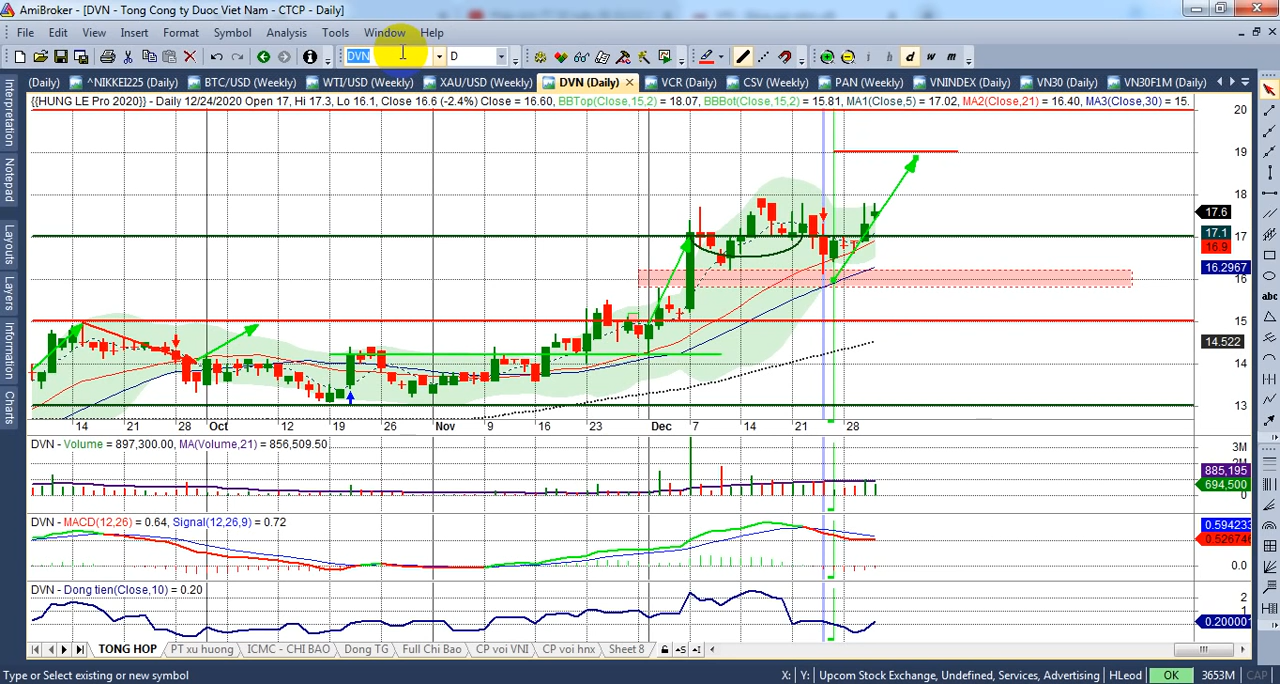 AmiBroker - [DVN - Tong Cong ty Duoc Viet Nam - CTCP - Daily]
File Edit View Insert Format Symbol Analysis Tools Window Help
DVN D i h d w m
(Daily) ^NIKKEI225 (Daily) BTC/USD (Weekly) WTI/USD (Weekly) XAU/USD (Weekly) DVN (Daily) VCR (Daily) CSV (Weekly) PAN (Weekly) VNINDEX (Daily) VN30 (Daily) VN30F1M (Daily)
{{HUNG LE Pro 2020}} - Daily 12/24/2020 Open 17, Hi 17.3, Lo 16.1, Close 16.6 (-2.4%) Close = 16.60, BBTop(Close,15,2) = 18.07, BBBot(Close,15,2) = 15.81, MA1(Close,5) = 17.02, MA2(Close,21) = 16.40, MA3(Close,30) = 15.
20
19
18
17.6
17.1
17
16.9
16.2967
16
15
14.522
14
13
Interpretation
Notepad
Layouts
Layers
Information
Charts
abc
14 21 28 Oct 12 19 26 Nov 9 16 23 Dec 7 14 21 28
DVN - Volume = 897,300.00, MA(Volume,21) = 856,509.50
3M
885,195
694,500
0
DVN - MACD(12,26) = 0.64, Signal(12,26,9) = 0.72
0.594233
0.526746
0.0
DVN - Dong tien(Close,10) = 0.20
2
1
0.200001
TONG HOP PT xu huong ICMC - CHI BAO Dong TG Full Chi Bao CP voi VNI CP voi hnx Sheet 8
Type or Select existing or new symbol X: Y: Upcom Stock Exchange, Undefined, Services, Advertising HLeod OK 3653M CAP